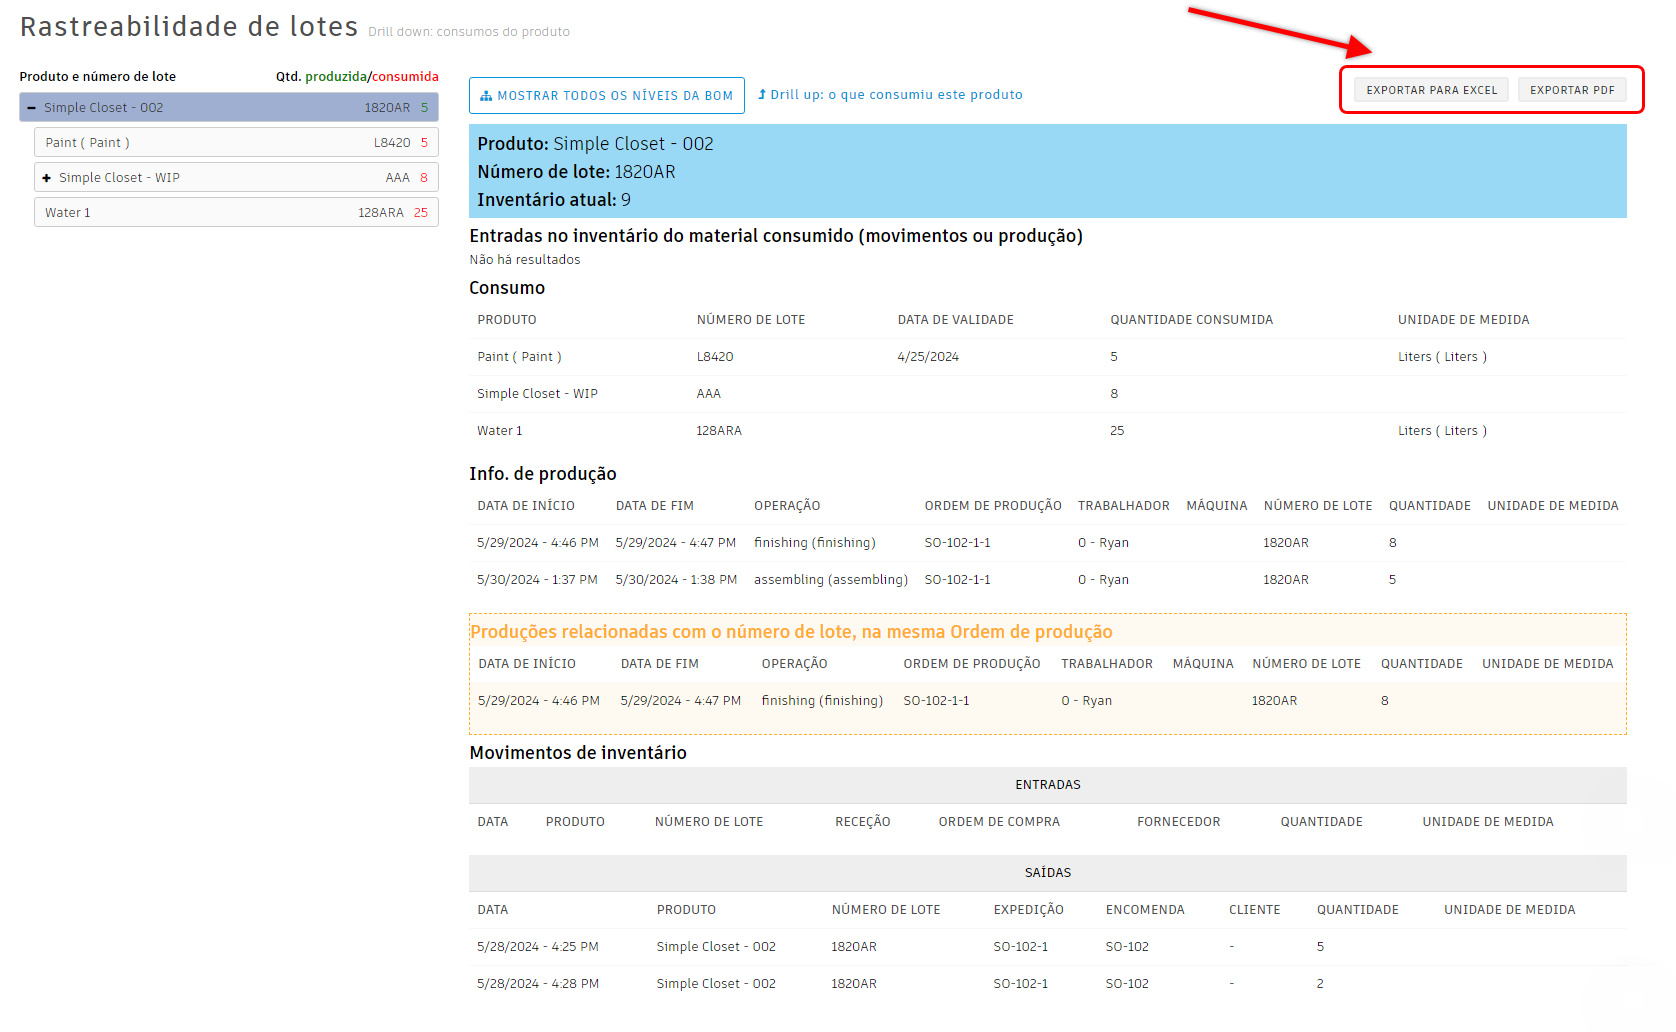 Rastreabilidade de lotes Drill down: consumos do produto
Produto e número de lote Qtd. produzida/consumida
Simple Closet - 002 1820AR 5
Paint ( Paint ) L8420 5
Simple Closet - WIP AAA 8
Water 1 128ARA 25
MOSTRAR TODOS OS NÍVEIS DA BOM Drill up: o que consumiu este produto EXPORTAR PARA EXCEL EXPORTAR PDF
Produto: Simple Closet - 002
Número de lote: 1820AR
Inventário atual: 9
Entradas no inventário do material consumido (movimentos ou produção)
Não há resultados
Consumo
PRODUTO NÚMERO DE LOTE DATA DE VALIDADE QUANTIDADE CONSUMIDA UNIDADE DE MEDIDA
Paint ( Paint ) L8420 4/25/2024 5 Liters ( Liters )
Simple Closet - WIP AAA 8
Water 1 128ARA 25 Liters ( Liters )
Info. de produção
DATA DE INÍCIO DATA DE FIM OPERAÇÃO ORDEM DE PRODUÇÃO TRABALHADOR MÁQUINA NÚMERO DE LOTE QUANTIDADE UNIDADE DE MEDIDA
5/29/2024 - 4:46 PM 5/29/2024 - 4:47 PM finishing (finishing) SO-102-1-1 0 - Ryan 1820AR 8
5/30/2024 - 1:37 PM 5/30/2024 - 1:38 PM assembling (assembling) SO-102-1-1 0 - Ryan 1820AR 5
Produções relacionadas com o número de lote, na mesma Ordem de produção
DATA DE INÍCIO DATA DE FIM OPERAÇÃO ORDEM DE PRODUÇÃO TRABALHADOR MÁQUINA NÚMERO DE LOTE QUANTIDADE UNIDADE DE MEDIDA
5/29/2024 - 4:46 PM 5/29/2024 - 4:47 PM finishing (finishing) SO-102-1-1 0 - Ryan 1820AR 8
Movimentos de inventário
ENTRADAS
DATA PRODUTO NÚMERO DE LOTE RECEÇÃO ORDEM DE COMPRA FORNECEDOR QUANTIDADE UNIDADE DE MEDIDA
SAÍDAS
DATA PRODUTO NÚMERO DE LOTE EXPEDIÇÃO ENCOMENDA CLIENTE QUANTIDADE UNIDADE DE MEDIDA
5/28/2024 - 4:25 PM Simple Closet - 002 1820AR SO-102-1 SO-102 - 5
5/28/2024 - 4:28 PM Simple Closet - 002 1820AR SO-102-1 SO-102 - 2